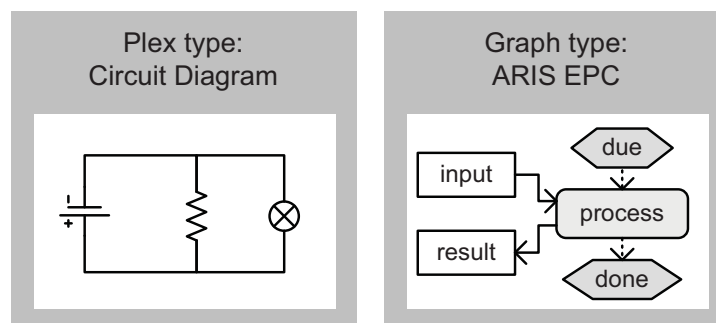 Plex type:
Circuit Diagram
-
+
Graph type:
ARIS EPC
due
input
process
result
done